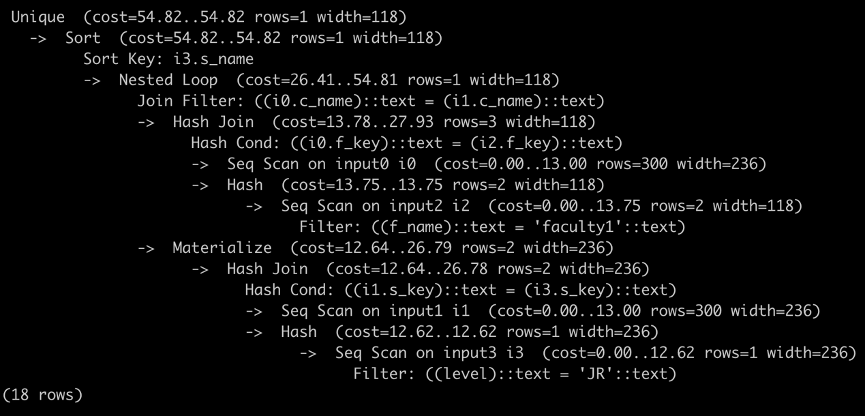 Unique  (cost=54.82..54.82 rows=1 width=118)
  ->  Sort  (cost=54.82..54.82 rows=1 width=118)
        Sort Key: i3.s_name
        ->  Nested Loop  (cost=26.41..54.81 rows=1 width=118)
              Join Filter: ((i0.c_name)::text = (i1.c_name)::text)
              ->  Hash Join  (cost=13.78..27.93 rows=3 width=118)
                    Hash Cond: ((i0.f_key)::text = (i2.f_key)::text)
                    ->  Seq Scan on input0 i0  (cost=0.00..13.00 rows=300 width=236)
                    ->  Hash  (cost=13.75..13.75 rows=2 width=118)
                          ->  Seq Scan on input2 i2  (cost=0.00..13.75 rows=2 width=118)
                                Filter: ((f_name)::text = 'faculty1'::text)
              ->  Materialize  (cost=12.64..26.79 rows=2 width=236)
                    ->  Hash Join  (cost=12.64..26.78 rows=2 width=236)
                          Hash Cond: ((i1.s_key)::text = (i3.s_key)::text)
                          ->  Seq Scan on input1 i1  (cost=0.00..13.00 rows=300 width=236)
                          ->  Hash  (cost=12.62..12.62 rows=1 width=236)
                                ->  Seq Scan on input3 i3  (cost=0.00..12.62 rows=1 width=236)
                                      Filter: ((level)::text = 'JR'::text)
(18 rows)